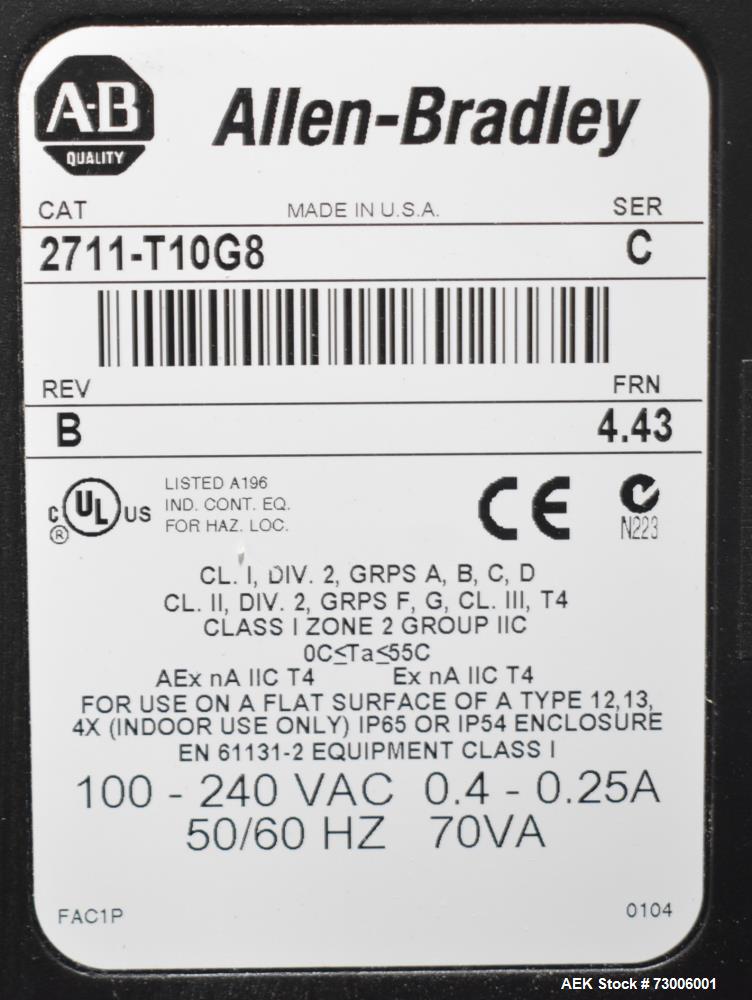 A-B
QUALITY
Allen-Bradley
CAT MADE IN U.S.A. SER
2711-T10G8 C
REV FRN
B 4.43
C UL US ®
LISTED A196
IND. CONT. EQ.
FOR HAZ. LOC.
CE
N223
CL. I, DIV. 2, GRPS A, B, C, D
CL. II, DIV. 2, GRPS F, G, CL. III, T4
CLASS I ZONE 2 GROUP IIC
0C≤Ta≤55C
AEx nA IIC T4 Ex nA IIC T4
FOR USE ON A FLAT SURFACE OF A TYPE 12,13,
4X (INDOOR USE ONLY) IP65 OR IP54 ENCLOSURE
EN 61131-2 EQUIPMENT CLASS I
100 - 240 VAC 0.4 - 0.25A
50/60 HZ 70VA
FAC1P 0104
AEK Stock # 73006001